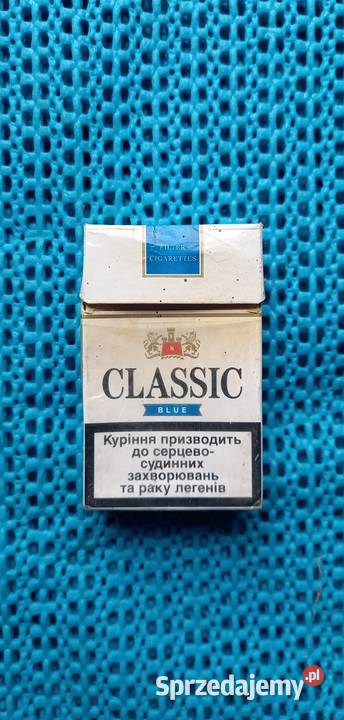 FILTER
CIGARETTES
CLASSIC
BLUE
Куріння призводить
до серцево-
судинних
захворювань
та раку легенів
Sprzedajemy.pl